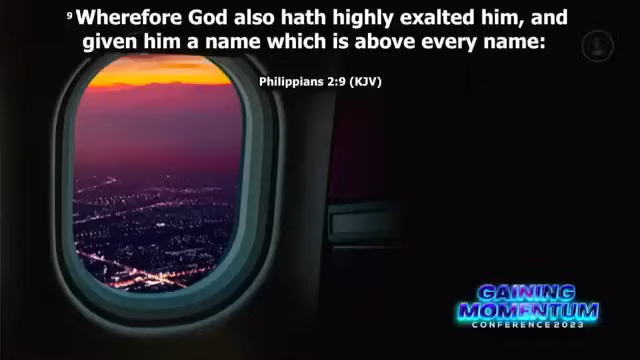 9 Wherefore God also hath highly exalted him, and
given him a name which is above every name:
Philippians 2:9 (KJV)
GAINING
MOMENTUM
CONFERENCE 2023